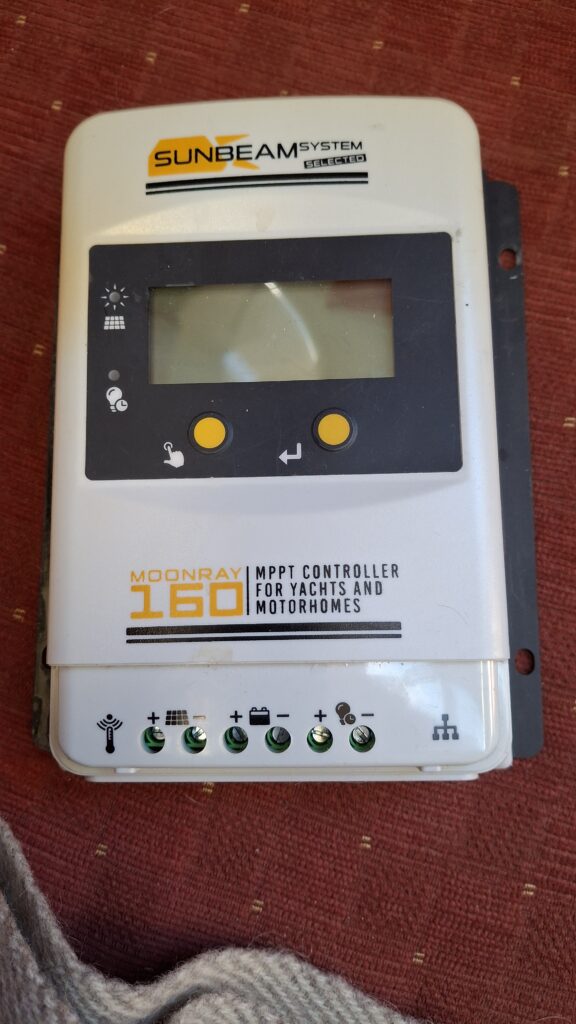 SUNBEAM SYSTEM
SELECTED
MOONRAY
160
MPPT CONTROLLER
FOR YACHTS AND
MOTORHOMES
+ - + - + -